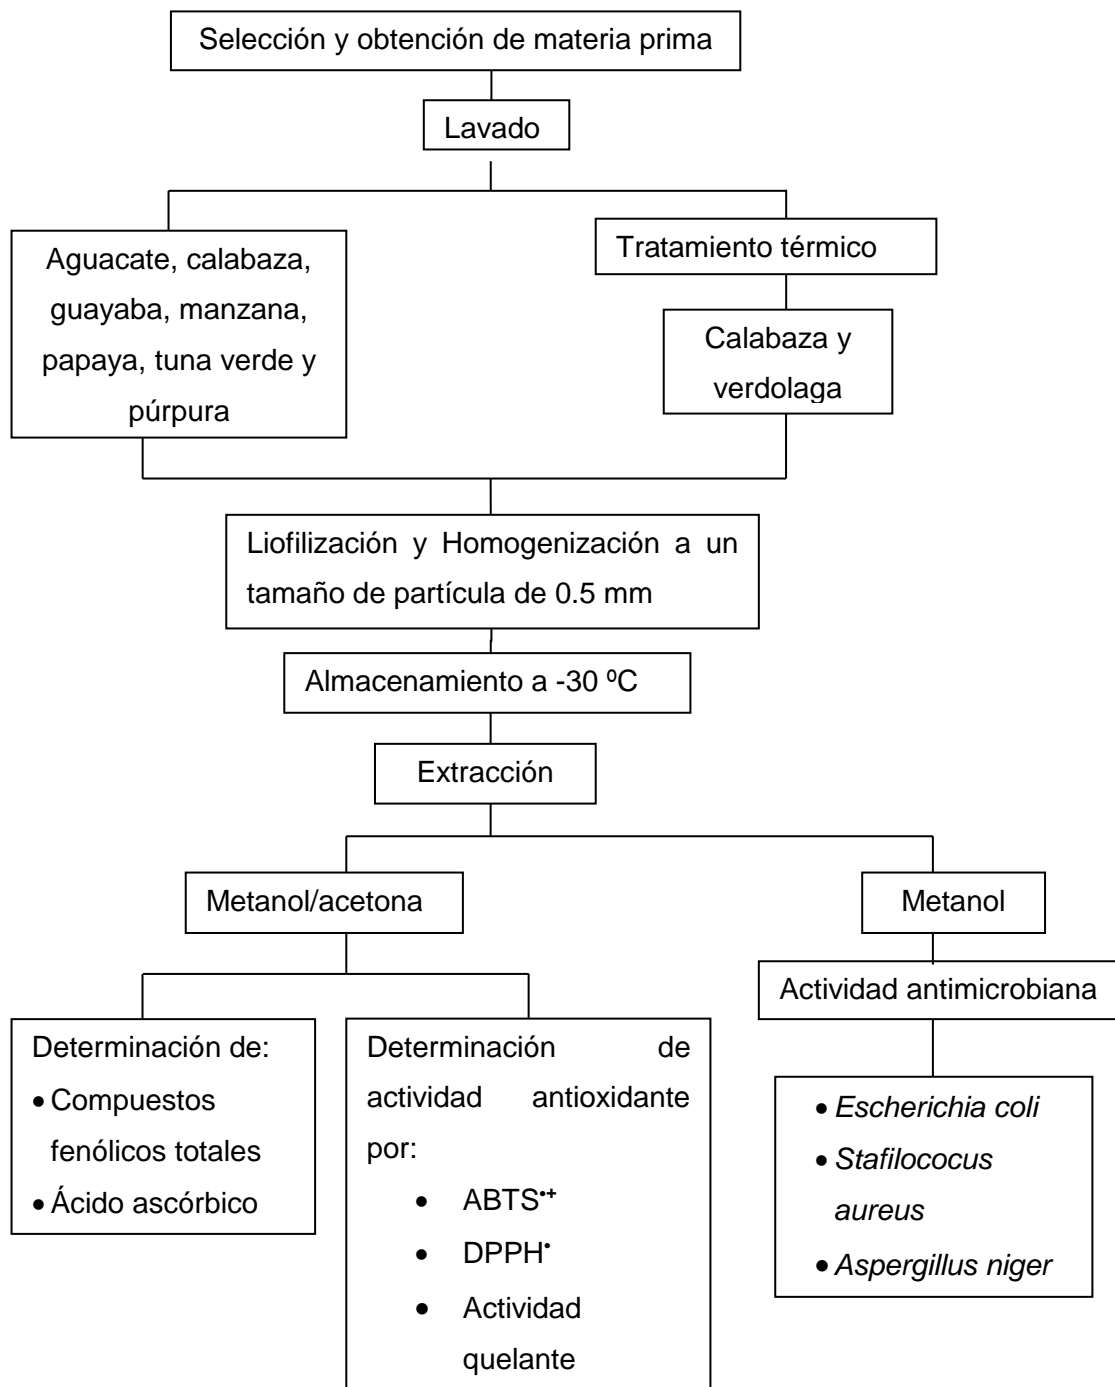 Selección y obtención de materia prima
Lavado
Aguacate, calabaza,
guayaba, manzana,
papaya, tuna verde y
púrpura
Tratamiento térmico
Calabaza y
verdolaga
Liofilización y Homogenización a un
tamaño de partícula de 0.5 mm
Almacenamiento a -30 ºC
Extracción
Metanol/acetona
Metanol
Actividad antimicrobiana
Determinación de:
• Compuestos
fenólicos totales
• Ácido ascórbico
Determinación de
actividad antioxidante
por:
• ABTS•+
• DPPH•
• Actividad
quelante
• Escherichia coli
• Stafilococus
aureus
• Aspergillus niger